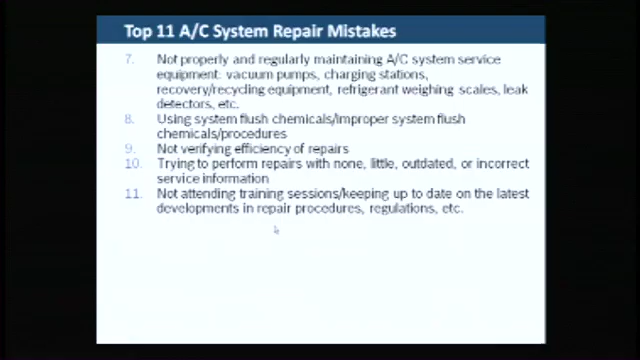 Top 11 A/C System Repair Mistakes
7. Not properly and regularly maintaining A/C system service
equipment: vacuum pumps, charging stations,
recovery/recycling equipment, refrigerant weighing scales, leak
detectors, etc.
8. Using system flush chemicals/improper system flush
chemicals/procedures
9. Not verifying efficiency of repairs
10. Trying to perform repairs with none, little, outdated, or incorrect
service information
11. Not attending training sessions/keeping up to date on the latest
developments in repair procedures, regulations, etc.